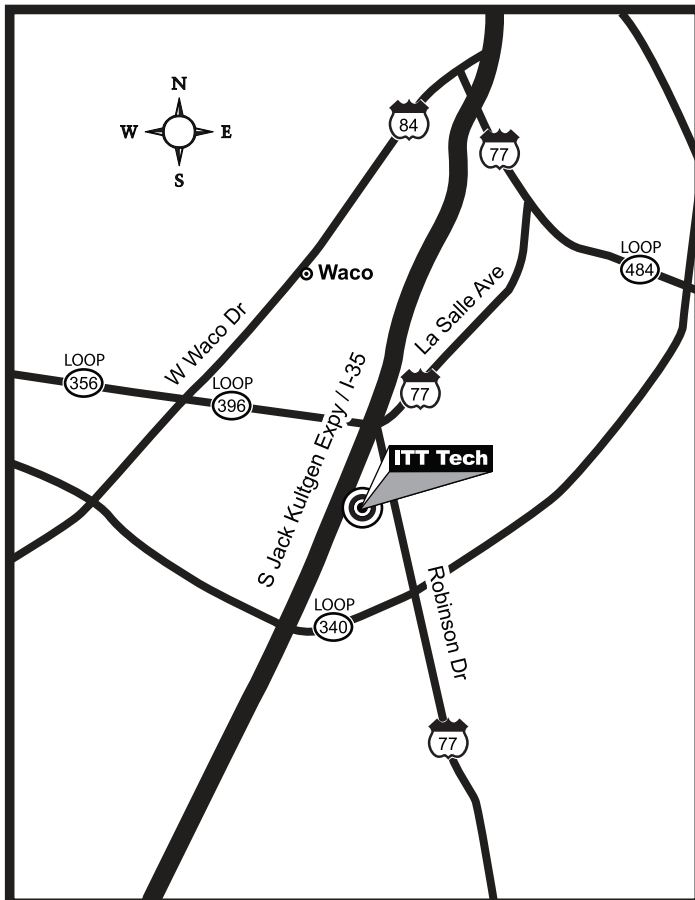 N
W E
S
84
77
LOOP
484
Waco
La Salle Ave
W Waco Dr
LOOP
356
LOOP
396
77
S Jack Kultgen Expy / I-35
ITT Tech
Robinson Dr
LOOP
340
77